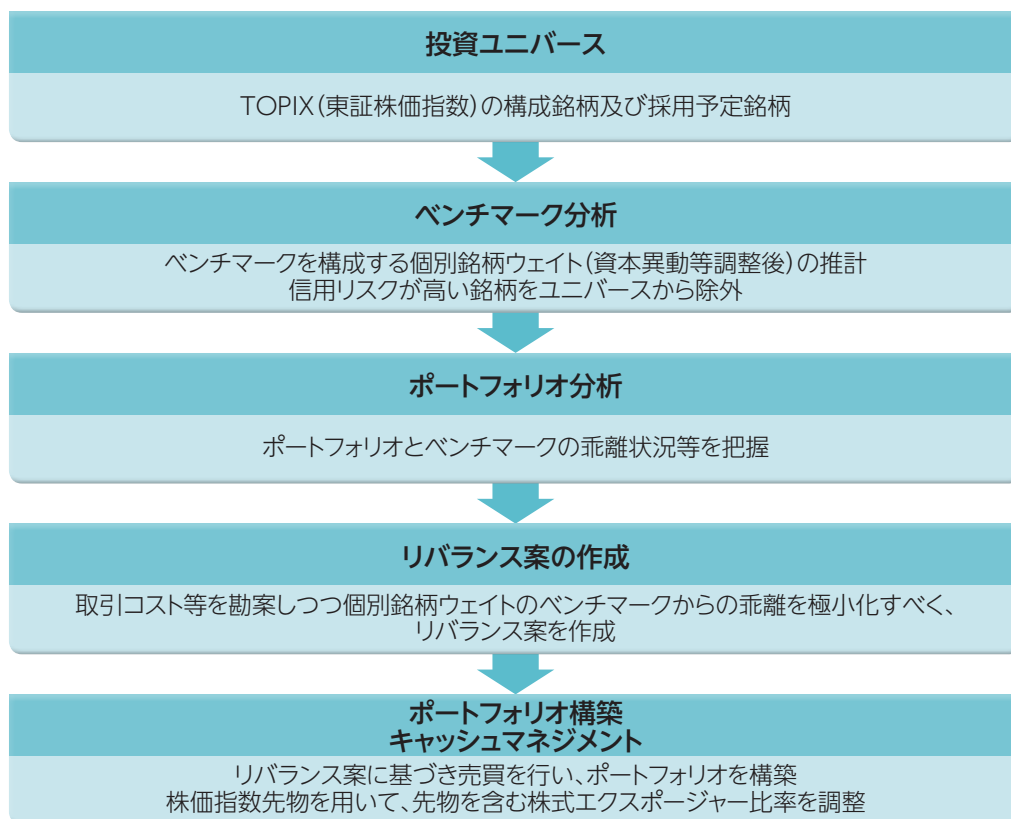 投資ユニバース
TOPIX（東証株価指数）の構成銘柄及び採用予定銘柄
ベンチマーク分析
ベンチマークを構成する個別銘柄ウェイト（資本異動等調整後）の推計
信用リスクが高い銘柄をユニバースから除外
ポートフォリオ分析
ポートフォリオとベンチマークの乖離状況等を把握
リバランス案の作成
取引コスト等を勘案しつつ個別銘柄ウェイトのベンチマークからの乖離を極小化すべく、
リバランス案を作成
ポートフォリオ構築
キャッシュマネジメント
リバランス案に基づき売買を行い、ポートフォリオを構築
株価指数先物を用いて、先物を含む株式エクスポージャー比率を調整